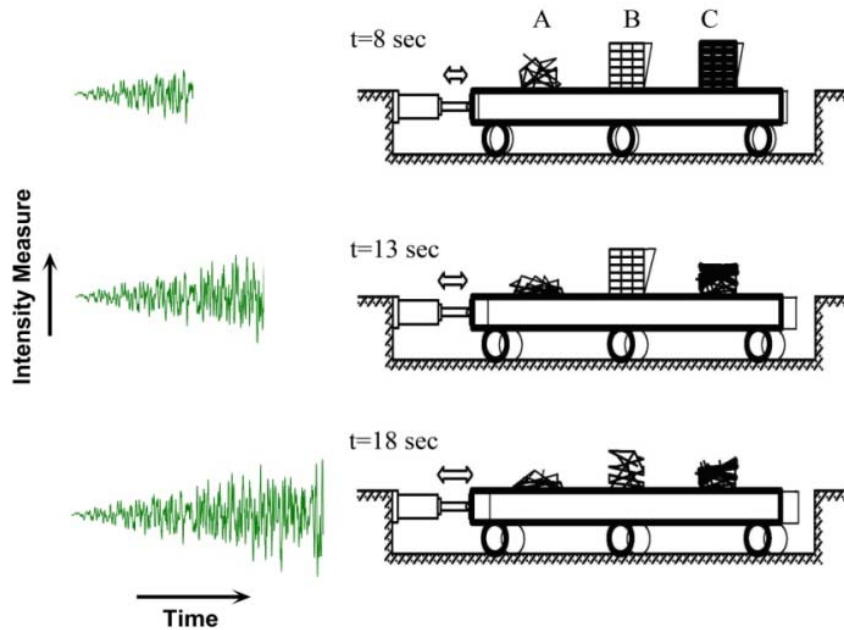 t=8 sec
A B C
t=13 sec
t=18 sec
Intensity Measure
Time